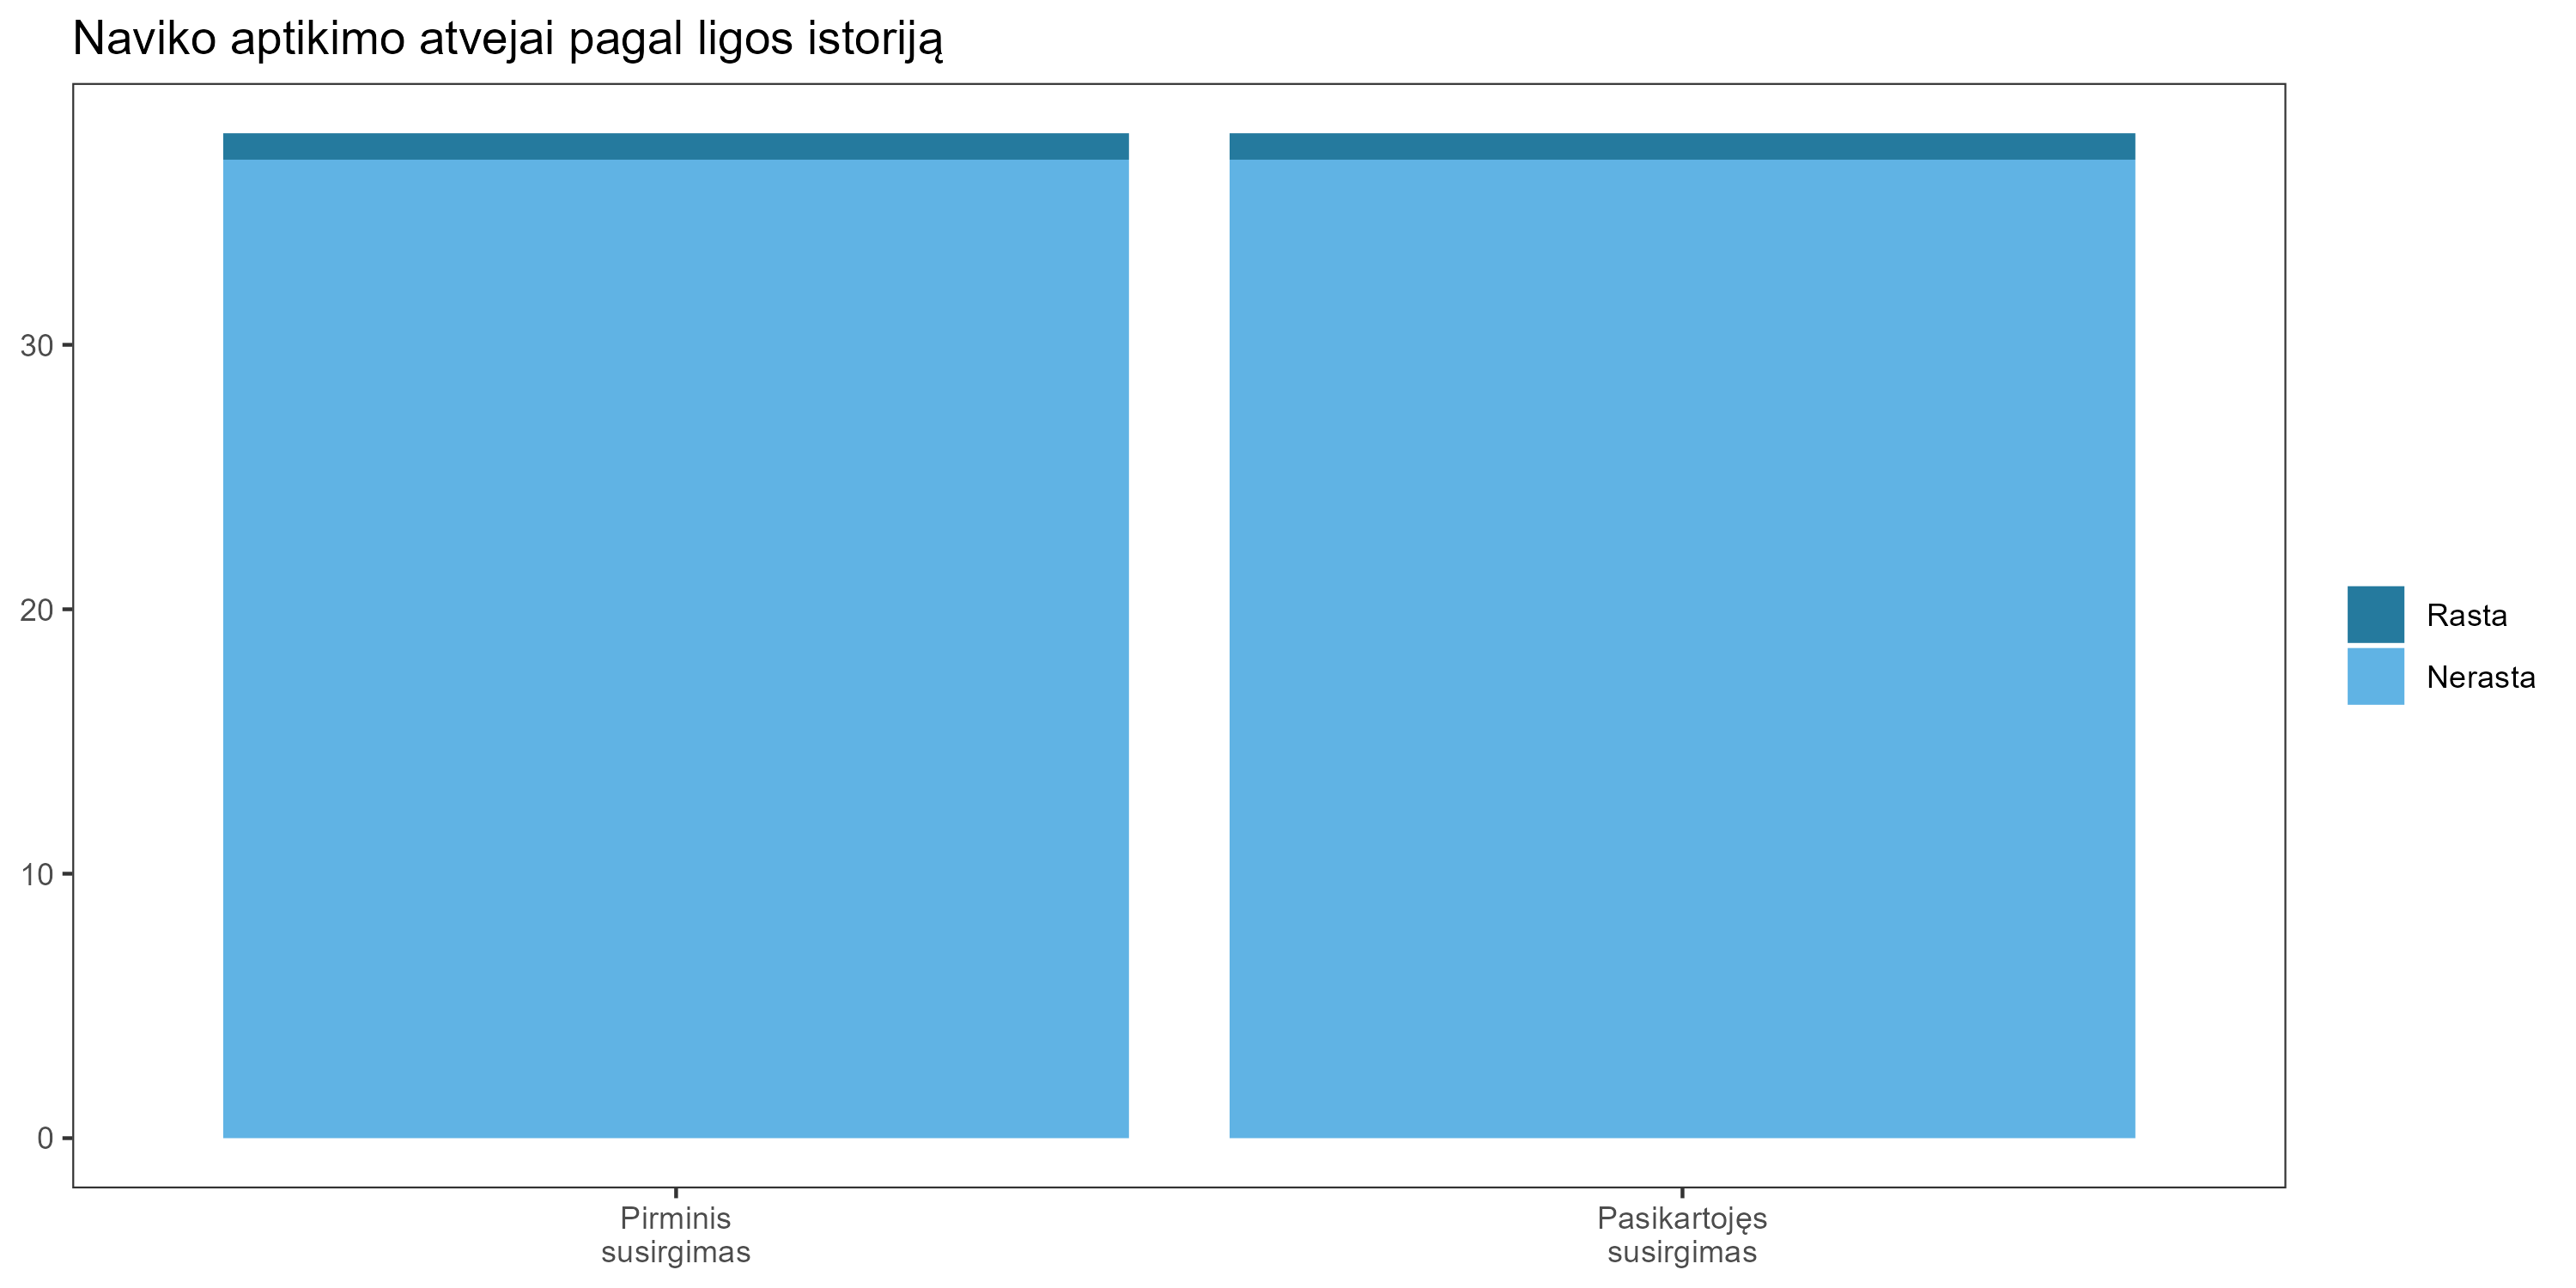 Naviko aptikimo atvejai pagal ligos istoriją
30
20
10
0
Pirminis
susirgimas
Pasikartojęs
susirgimas
Rasta
Nerasta